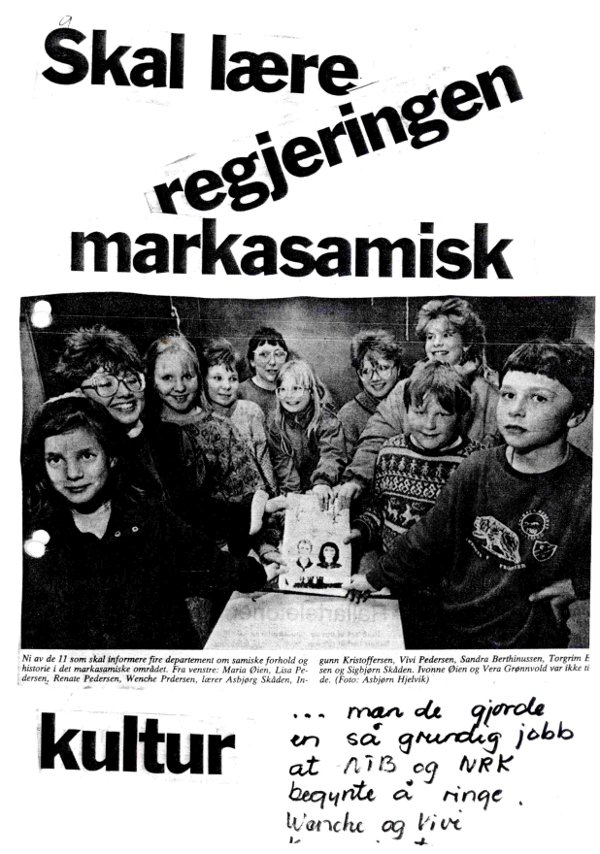 Skal lære
regjeringen
markasamisk
Ni av de 11 som skal informere fire departement om samiske forhold og
historie i det markasamiske området. Fra venstre: Maria Øien, Lisa Pe-
dersen, Renate Pedersen, Wenche Prdersen, lærer Asbjørg Skåden, In-
gunn Kristoffersen, Vivi Pedersen, Sandra Berthinussen, Torgrim E
sen og Sigbjørn Skåden. Ivonne Øien og Vera Grønnvold var ikke ti
de. (Foto: Asbjørn Hjelvik)
kultur
... man de gjorde
en så grundig jobb
at NTB og NRK
begynte å ringe.
Wenche og Vivi